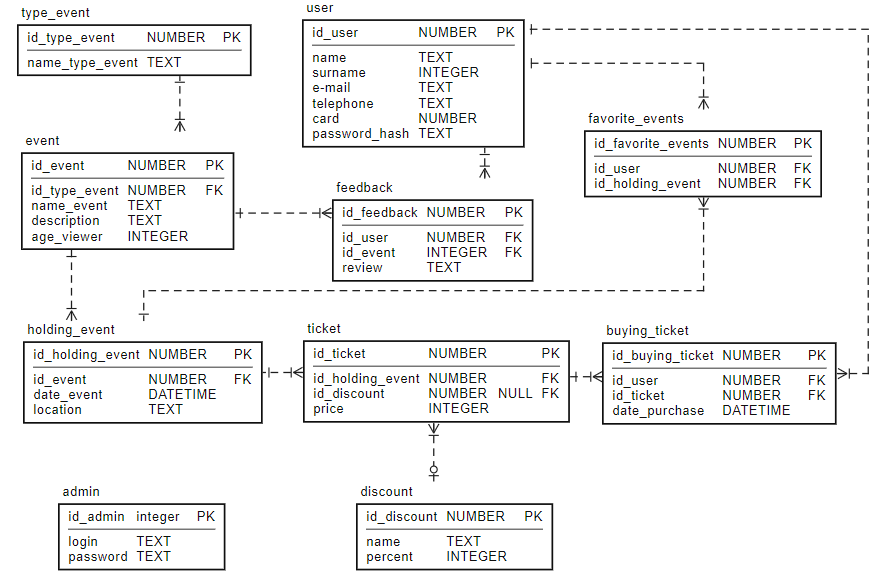 type_event
id_type_event NUMBER PK
name_type_event TEXT
user
id_user NUMBER PK
name TEXT
surname INTEGER
e-mail TEXT
telephone TEXT
card NUMBER
password_hash TEXT
favorite_events
id_favorite_events NUMBER PK
id_user NUMBER FK
id_holding_event NUMBER FK
event
id_event NUMBER PK
id_type_event NUMBER FK
name_event TEXT
description TEXT
age_viewer INTEGER
feedback
id_feedback NUMBER PK
id_user NUMBER FK
id_event INTEGER FK
review TEXT
holding_event
id_holding_event NUMBER PK
id_event NUMBER FK
date_event DATETIME
location TEXT
ticket
id_ticket NUMBER PK
id_holding_event NUMBER FK
id_discount NUMBER NULL FK
price INTEGER
buying_ticket
id_buying_ticket NUMBER PK
id_user NUMBER FK
id_ticket NUMBER FK
date_purchase DATETIME
admin
id_admin integer PK
login TEXT
password TEXT
discount
id_discount NUMBER PK
name TEXT
percent INTEGER